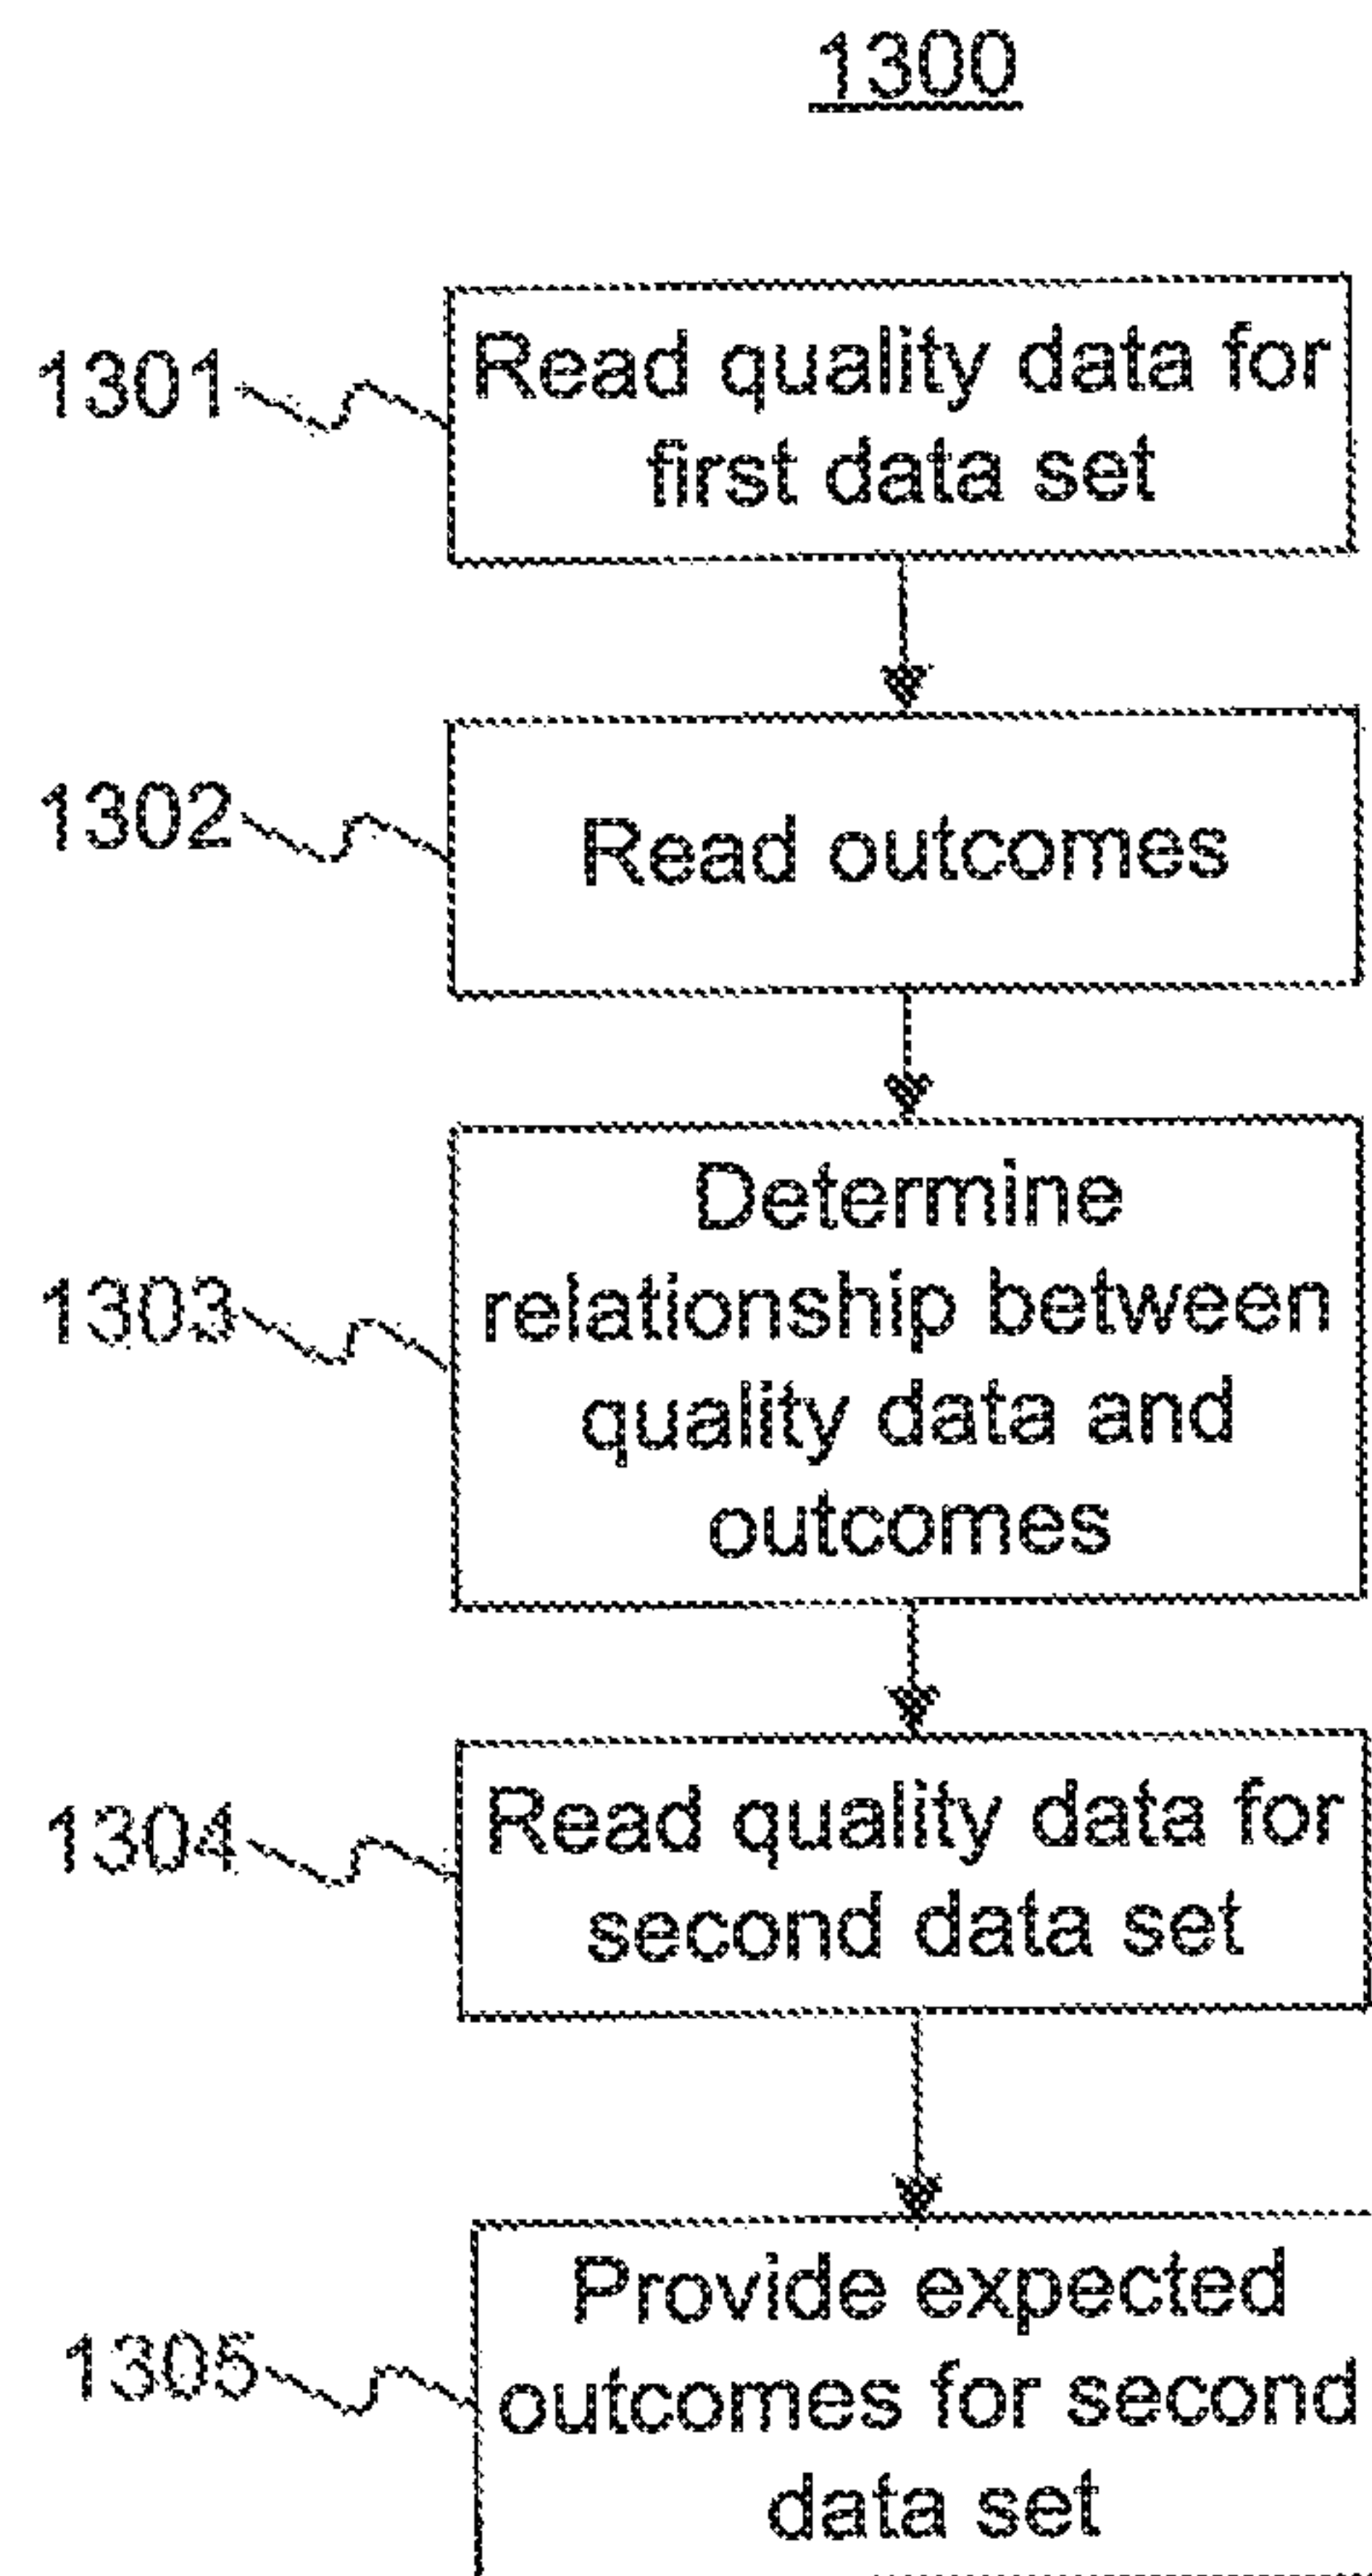 1300
1301
Read quality data for
first data set
1302
Read outcomes
1303
Determine
relationship between
quality data and
outcomes
1304
Read quality data for
second data set
1305
Provide expected
outcomes for second
data set